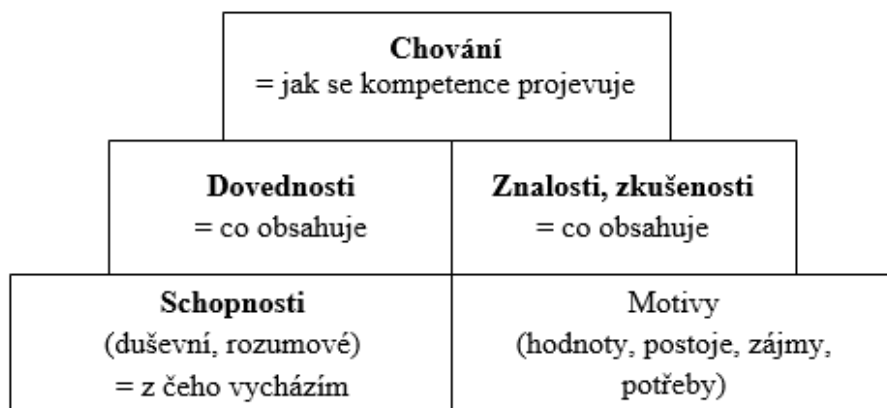 Chování
= jak se kompetence projevuje
Dovednosti
= co obsahuje
Znalosti, zkušenosti
= co obsahuje
Schopnosti
(duševní, rozumové)
= z čeho vycházím
Motivy
(hodnoty, postoje, zájmy,
potřeby)